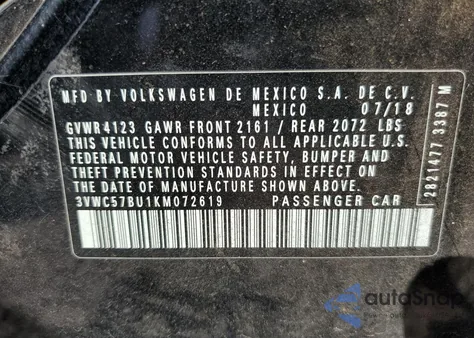 MFD BY VOLKSWAGEN DE MEXICO S.A. DE C.V.
MEXICO 07/18
GVWR 4123 GAWR FRONT 2161 / REAR 2072 LBS
THIS VEHICLE CONFORMS TO ALL APPLICABLE U.S.
FEDERAL MOTOR VEHICLE SAFETY, BUMPER AND
THEFT PREVENTION STANDARDS IN EFFECT ON THE
DATE OF MANUFACTURE SHOWN ABOVE.
3VWC57BU1KM072619 PASSENGER CAR
2821477 3387 M
autoSnap